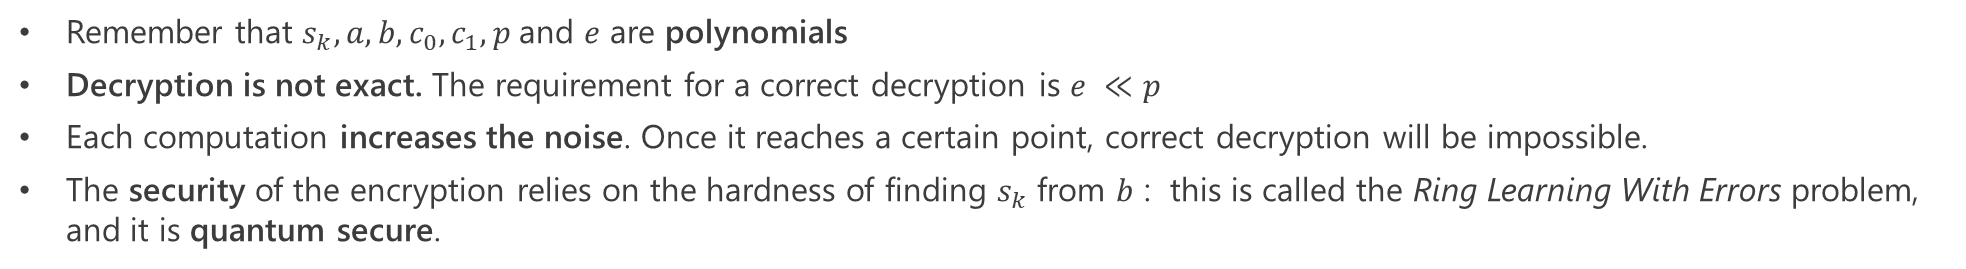 • Remember that 𝑠ₖ, 𝑎, 𝑏, 𝑐₀, 𝑐₁, 𝑝 and 𝑒 are polynomials
• Decryption is not exact. The requirement for a correct decryption is 𝑒 ≪ 𝑝
• Each computation increases the noise. Once it reaches a certain point, correct decryption will be impossible.
• The security of the encryption relies on the hardness of finding 𝑠ₖ from 𝑏 : this is called the Ring Learning With Errors problem,
and it is quantum secure.